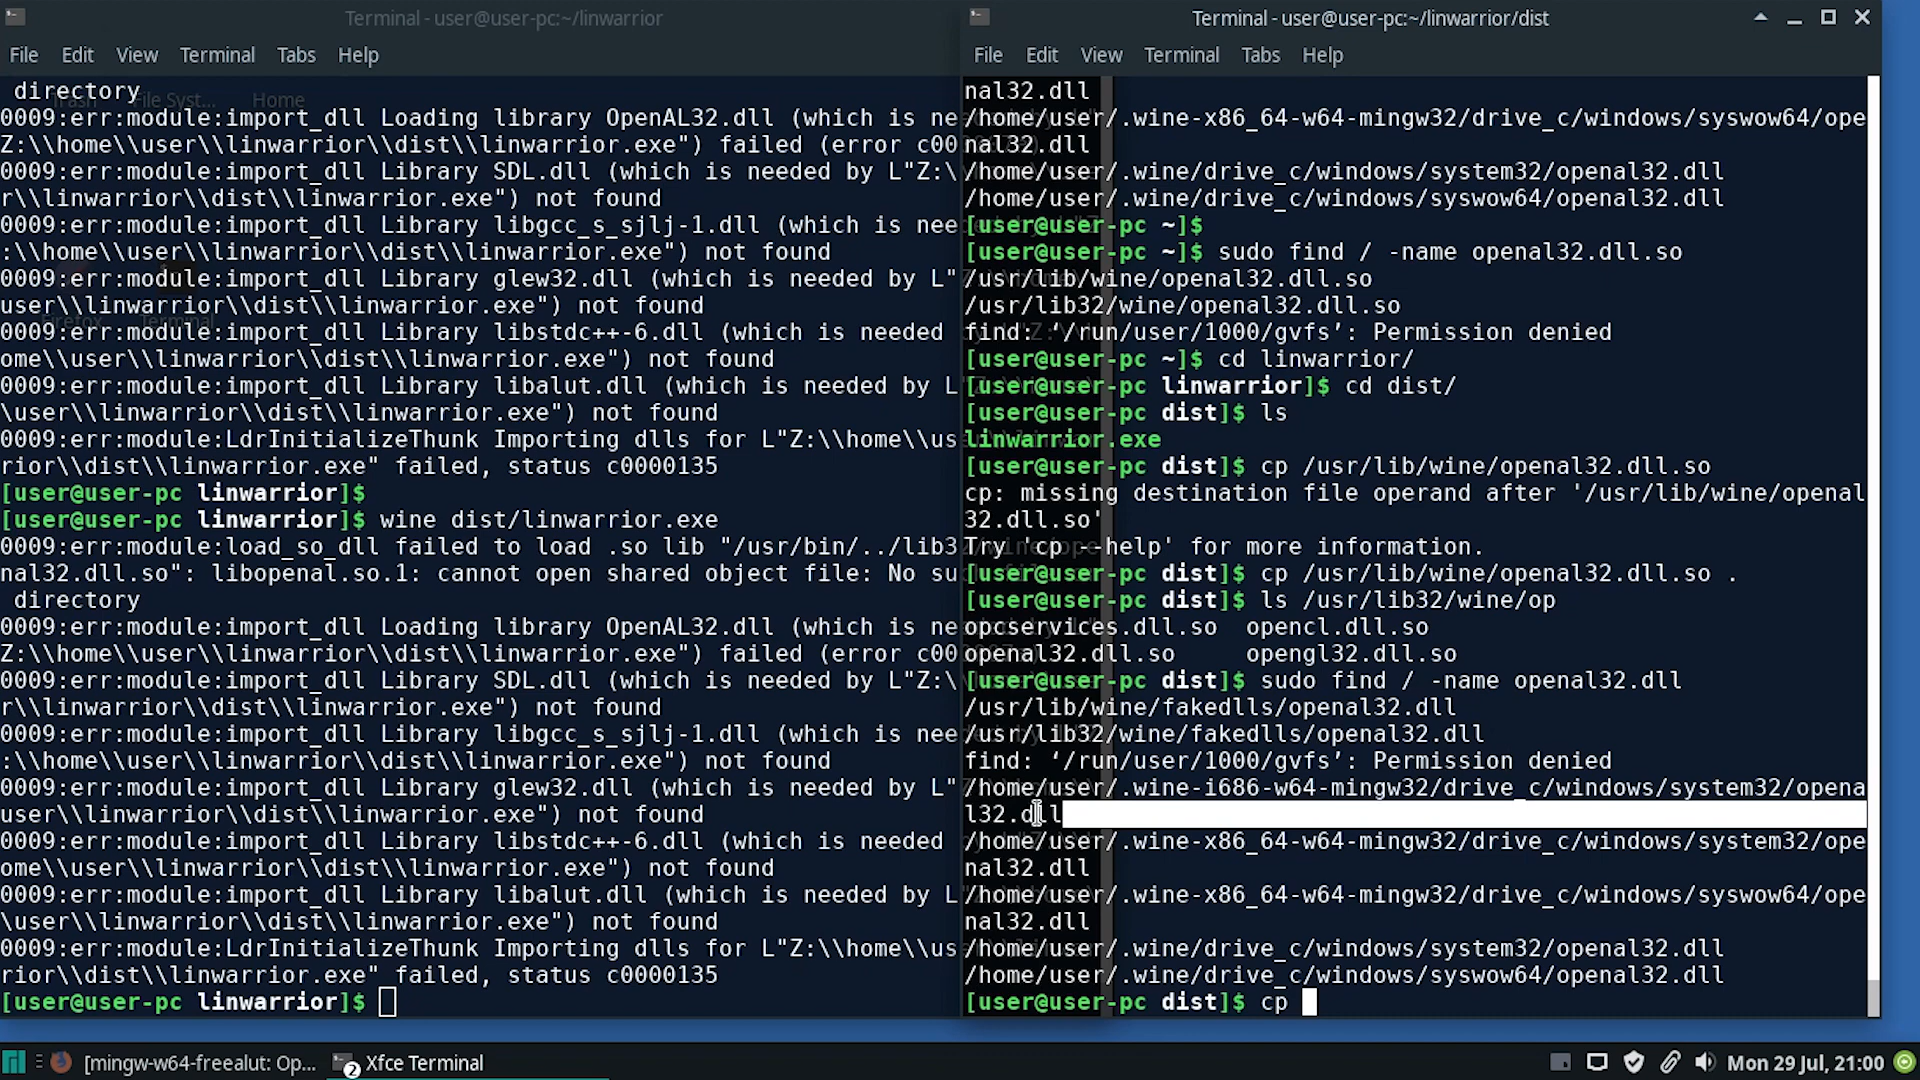 Terminal - user@user-pc:~/linwarrior
File Edit View Terminal Tabs Help
Trash File Syst... Home
Firefox Terminal
directory
0009:err:module:import_dll Loading library OpenAL32.dll (which is ne
Z:\\home\\user\\linwarrior\\dist\\linwarrior.exe") failed (error c00
0009:err:module:import_dll Library SDL.dll (which is needed by L"Z:\
r\\linwarrior\\dist\\linwarrior.exe") not found
0009:err:module:import_dll Library libgcc_s_sjlj-1.dll (which is nee
:\\home\\user\\linwarrior\\dist\\linwarrior.exe") not found
0009:err:module:import_dll Library glew32.dll (which is needed by L"
user\\linwarrior\\dist\\linwarrior.exe") not found
0009:err:module:import_dll Library libstdc++-6.dll (which is needed
ome\\user\\linwarrior\\dist\\linwarrior.exe") not found
0009:err:module:import_dll Library libalut.dll (which is needed by L
\user\\linwarrior\\dist\\linwarrior.exe") not found
0009:err:module:LdrInitializeThunk Importing dlls for L"Z:\\home\\us
rior\\dist\\linwarrior.exe" failed, status c0000135
[user@user-pc linwarrior]$
[user@user-pc linwarrior]$ wine dist/linwarrior.exe
0009:err:module:load_so_dll failed to load .so lib "/usr/bin/../lib3
nal32.dll.so": libopenal.so.1: cannot open shared object file: No su
directory
0009:err:module:import_dll Loading library OpenAL32.dll (which is ne
Z:\\home\\user\\linwarrior\\dist\\linwarrior.exe") failed (error c00
0009:err:module:import_dll Library SDL.dll (which is needed by L"Z:\
r\\linwarrior\\dist\\linwarrior.exe") not found
0009:err:module:import_dll Library libgcc_s_sjlj-1.dll (which is nee
:\\home\\user\\linwarrior\\dist\\linwarrior.exe") not found
0009:err:module:import_dll Library glew32.dll (which is needed by L"
user\\linwarrior\\dist\\linwarrior.exe") not found
0009:err:module:import_dll Library libstdc++-6.dll (which is needed
ome\\user\\linwarrior\\dist\\linwarrior.exe") not found
0009:err:module:import_dll Library libalut.dll (which is needed by L
\user\\linwarrior\\dist\\linwarrior.exe") not found
0009:err:module:LdrInitializeThunk Importing dlls for L"Z:\\home\\us
rior\\dist\\linwarrior.exe" failed, status c0000135
[user@user-pc linwarrior]$
Terminal - user@user-pc:~/linwarrior/dist
File Edit View Terminal Tabs Help
nal32.dll
/home/user/.wine-x86_64-w64-mingw32/drive_c/windows/syswow64/ope
nal32.dll
/home/user/.wine/drive_c/windows/system32/openal32.dll
/home/user/.wine/drive_c/windows/syswow64/openal32.dll
[user@user-pc ~]$
[user@user-pc ~]$ sudo find / -name openal32.dll.so
/usr/lib/wine/openal32.dll.so
/usr/lib32/wine/openal32.dll.so
find: ‘/run/user/1000/gvfs’: Permission denied
[user@user-pc ~]$ cd linwarrior/
[user@user-pc linwarrior]$ cd dist/
[user@user-pc dist]$ ls
linwarrior.exe
[user@user-pc dist]$ cp /usr/lib/wine/openal32.dll.so
cp: missing destination file operand after '/usr/lib/wine/openal
32.dll.so'
Try 'cp --help' for more information.
[user@user-pc dist]$ cp /usr/lib/wine/openal32.dll.so .
[user@user-pc dist]$ ls /usr/lib32/wine/op
opcservices.dll.so opencl.dll.so
openal32.dll.so opengl32.dll.so
[user@user-pc dist]$ sudo find / -name openal32.dll
/usr/lib/wine/fakedlls/openal32.dll
/usr/lib32/wine/fakedlls/openal32.dll
find: ‘/run/user/1000/gvfs’: Permission denied
/home/user/.wine-i686-w64-mingw32/drive_c/windows/system32/opena
l32.dll
/home/user/.wine-x86_64-w64-mingw32/drive_c/windows/system32/ope
nal32.dll
/home/user/.wine-x86_64-w64-mingw32/drive_c/windows/syswow64/ope
nal32.dll
/home/user/.wine/drive_c/windows/system32/openal32.dll
/home/user/.wine/drive_c/windows/syswow64/openal32.dll
[user@user-pc dist]$ cp
[mingw-w64-freealut: Op...
2 Xfce Terminal
Mon 29 Jul, 21:00